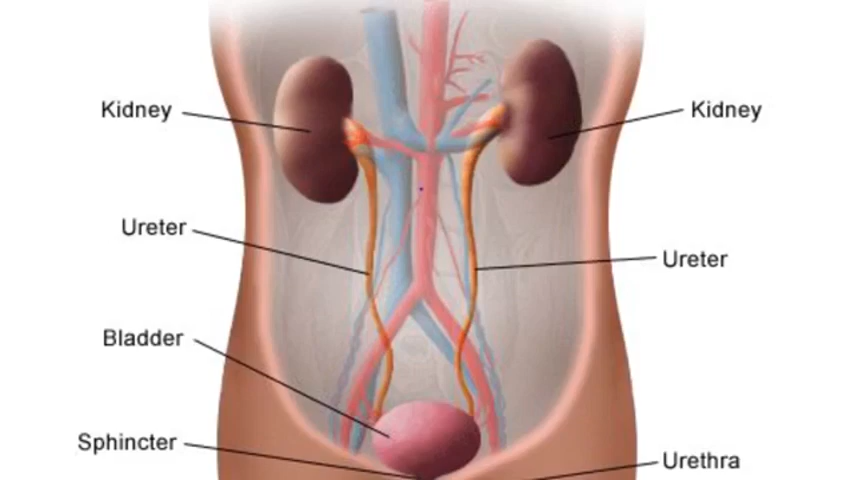 Kidney
Kidney
Ureter
Ureter
Bladder
Sphincter
Urethra